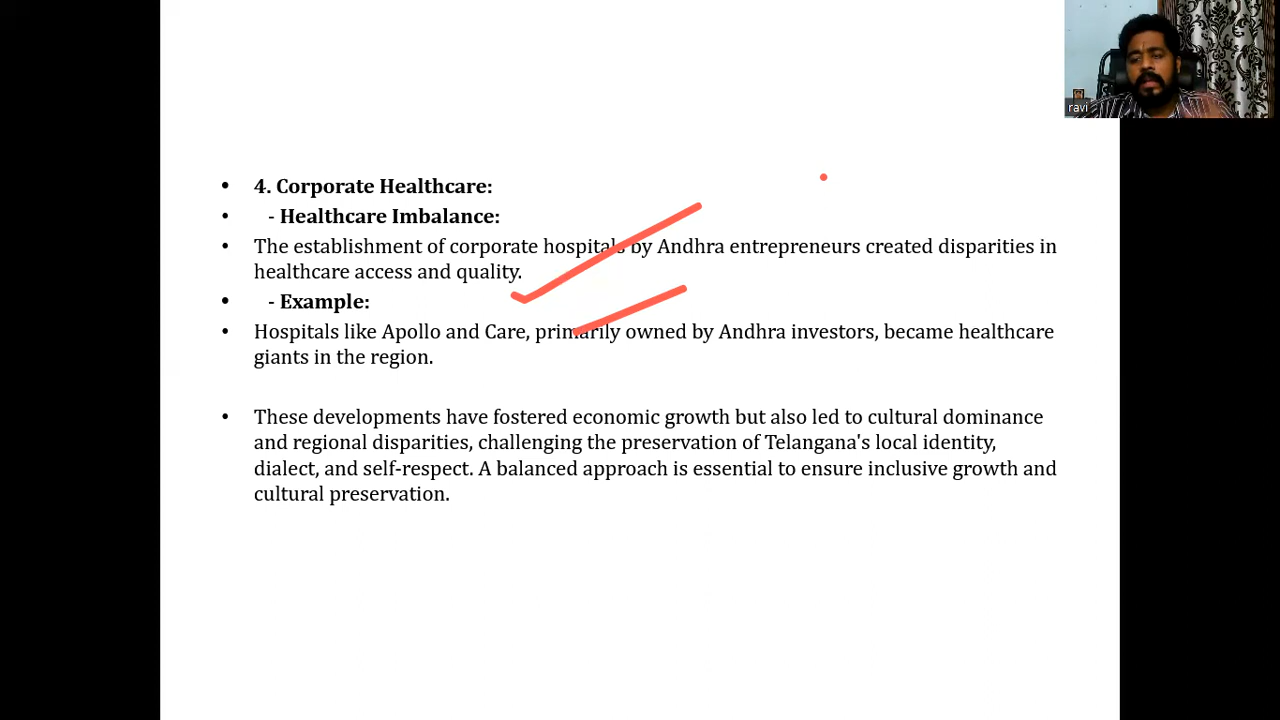 ravi
• 4. Corporate Healthcare:
• - Healthcare Imbalance:
• The establishment of corporate hospitals by Andhra entrepreneurs created disparities in
healthcare access and quality.
• - Example:
• Hospitals like Apollo and Care, primarily owned by Andhra investors, became healthcare
giants in the region.
• These developments have fostered economic growth but also led to cultural dominance
and regional disparities, challenging the preservation of Telangana's local identity,
dialect, and self-respect. A balanced approach is essential to ensure inclusive growth and
cultural preservation.